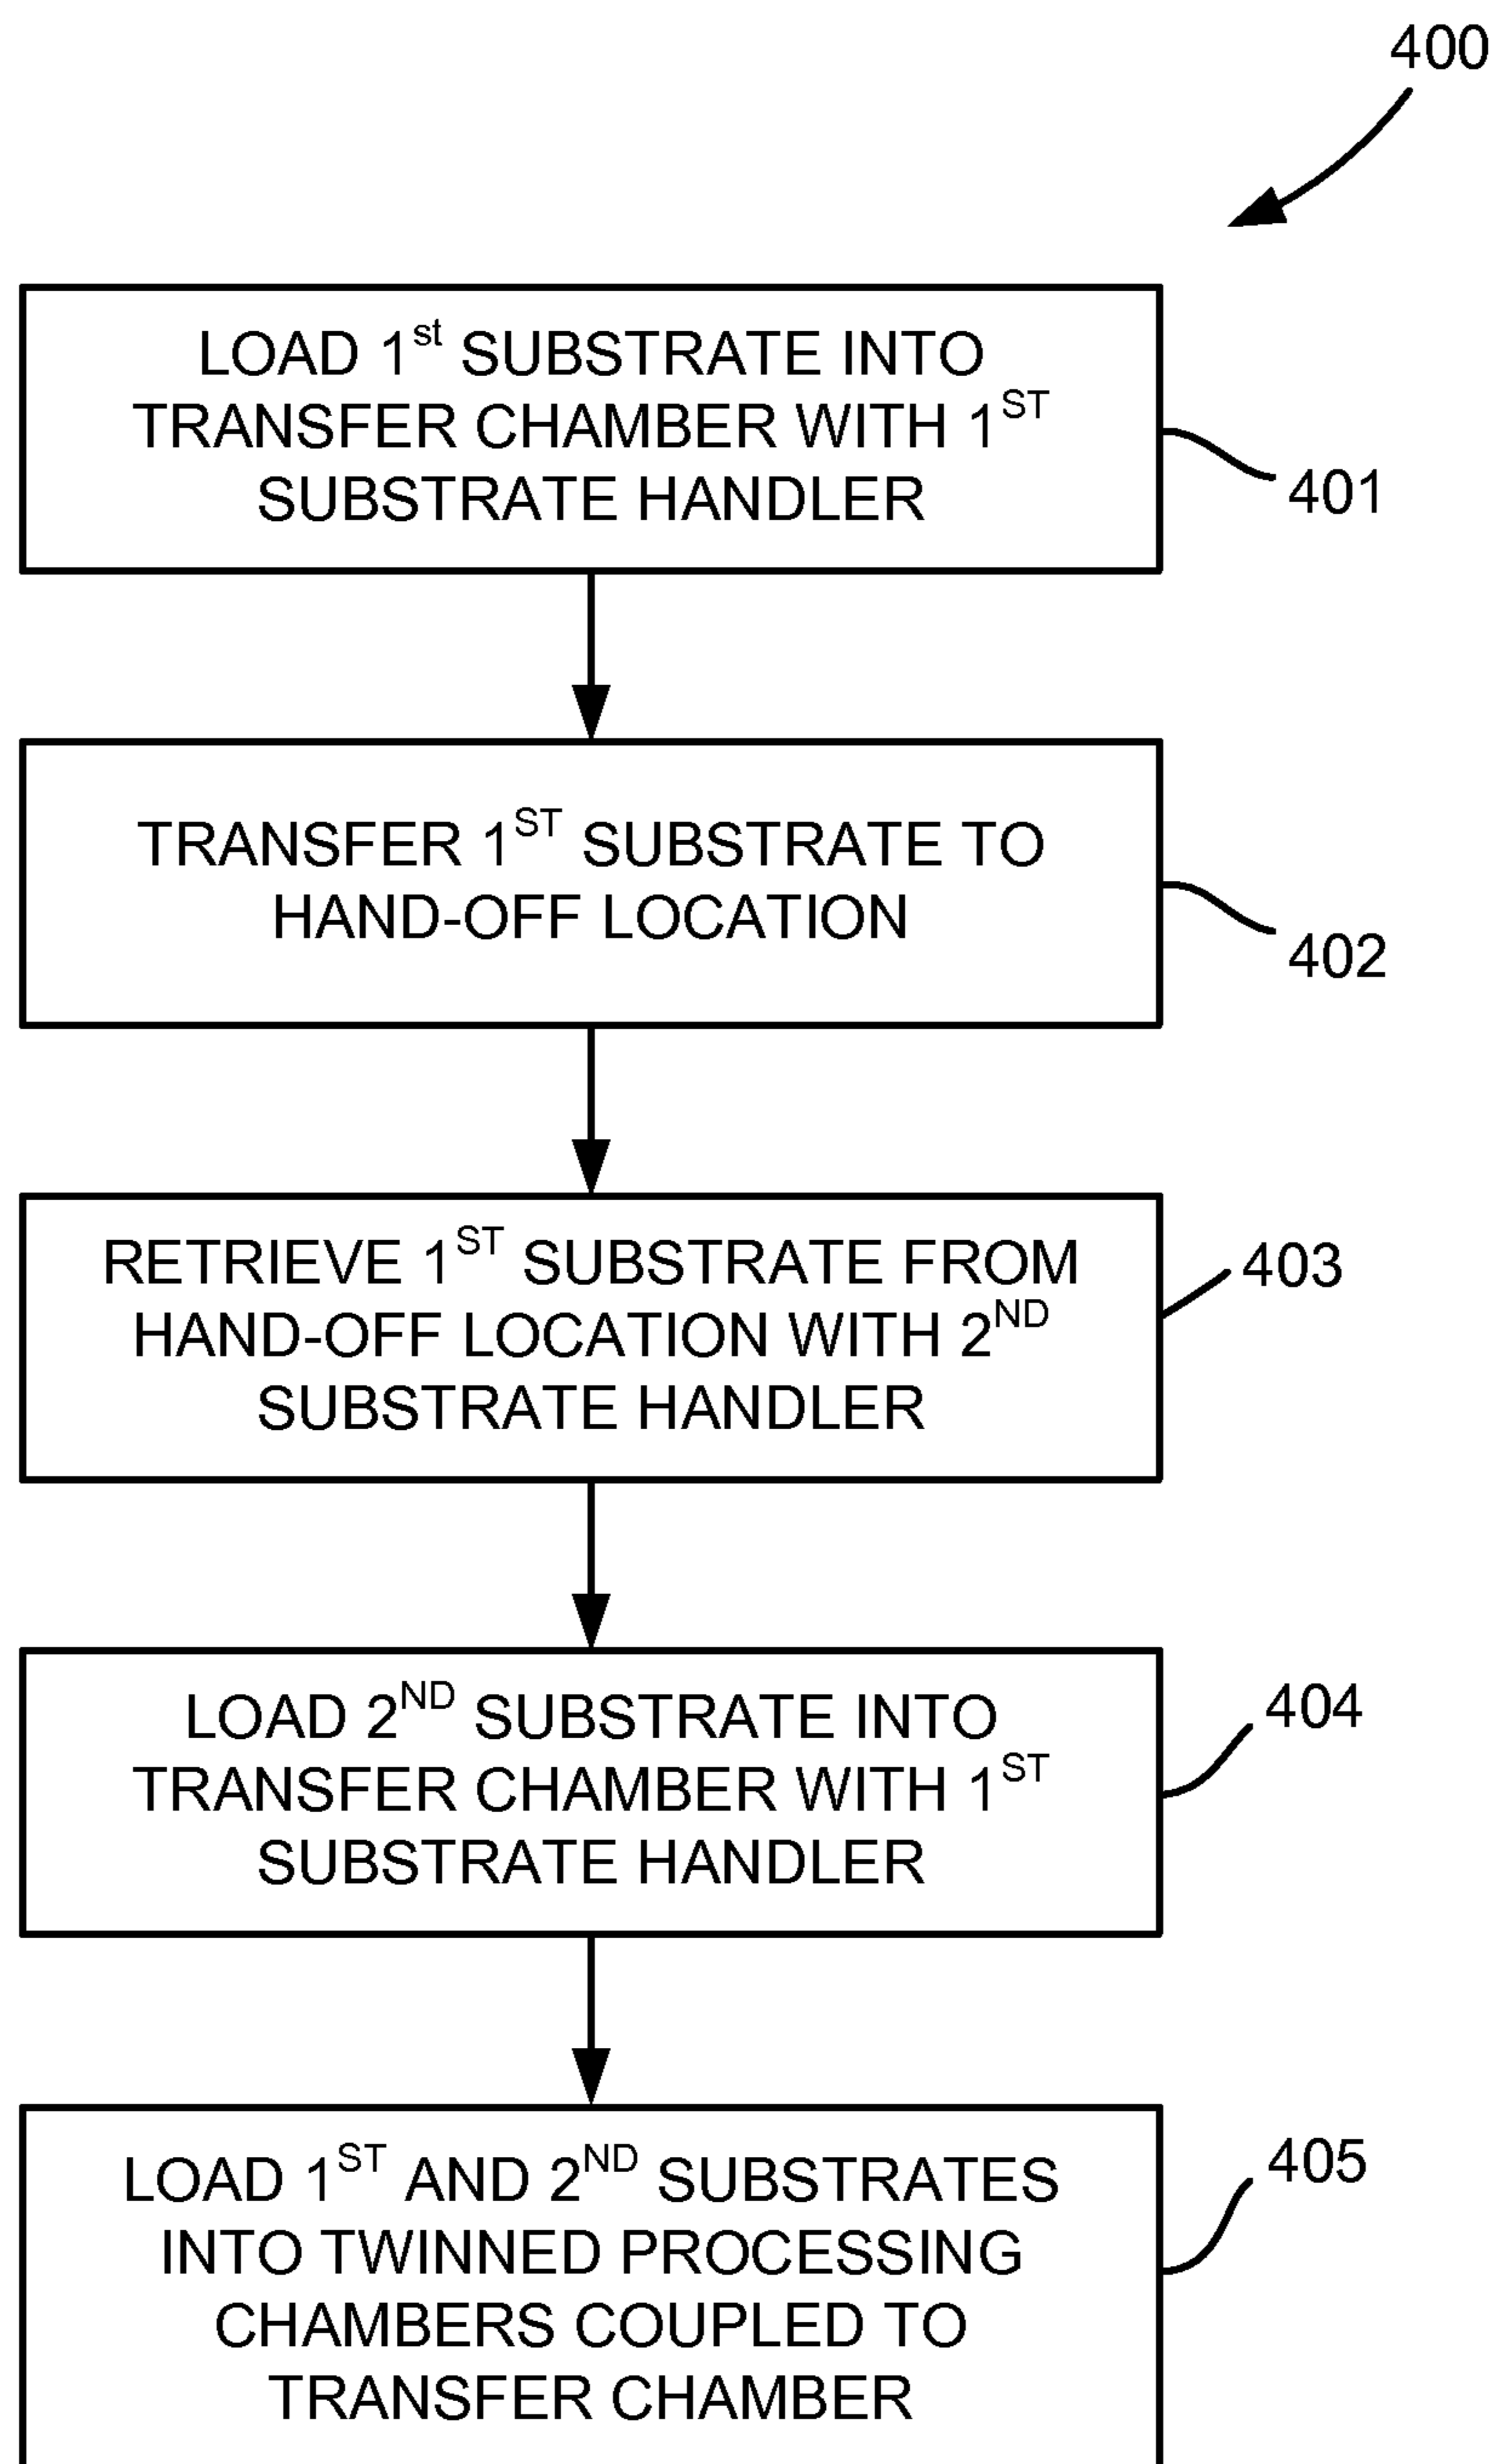 400
LOAD 1st SUBSTRATE INTO
TRANSFER CHAMBER WITH 1ST
SUBSTRATE HANDLER
401
TRANSFER 1ST SUBSTRATE TO
HAND-OFF LOCATION
402
RETRIEVE 1ST SUBSTRATE FROM
HAND-OFF LOCATION WITH 2ND
SUBSTRATE HANDLER
403
LOAD 2ND SUBSTRATE INTO
TRANSFER CHAMBER WITH 1ST
SUBSTRATE HANDLER
404
LOAD 1ST AND 2ND SUBSTRATES
INTO TWINNED PROCESSING
CHAMBERS COUPLED TO
TRANSFER CHAMBER
405